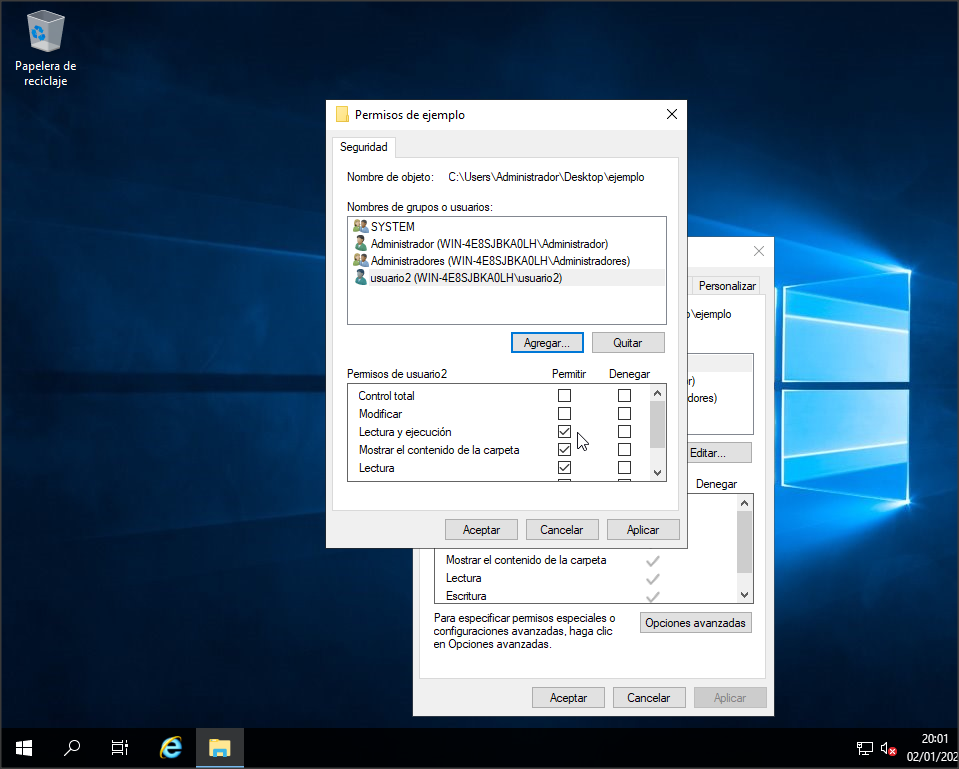 Papelera de
reciclaje
Permisos de ejemplo
Seguridad
Nombre de objeto: C:\Users\Administrador\Desktop\ejemplo
Nombres de grupos o usuarios:
SYSTEM
Administrador (WIN-4E8SJBKA0LH\Administrador)
Administradores (WIN-4E8SJBKA0LH\Administradores)
usuario2 (WIN-4E8SJBKA0LH\usuario2)
Agregar...
Quitar
Permisos de usuario2 Permitir Denegar
Control total
Modificar
Lectura y ejecución
Mostrar el contenido de la carpeta
Lectura
Aceptar
Cancelar
Aplicar
Personalizar
\ejemplo
r)
dores)
Editar...
Denegar
Mostrar el contenido de la carpeta
Lectura
Escritura
Para especificar permisos especiales o
configuraciones avanzadas, haga clic
en Opciones avanzadas.
Opciones avanzadas
Aceptar
Cancelar
Aplicar
20:01
02/01/202